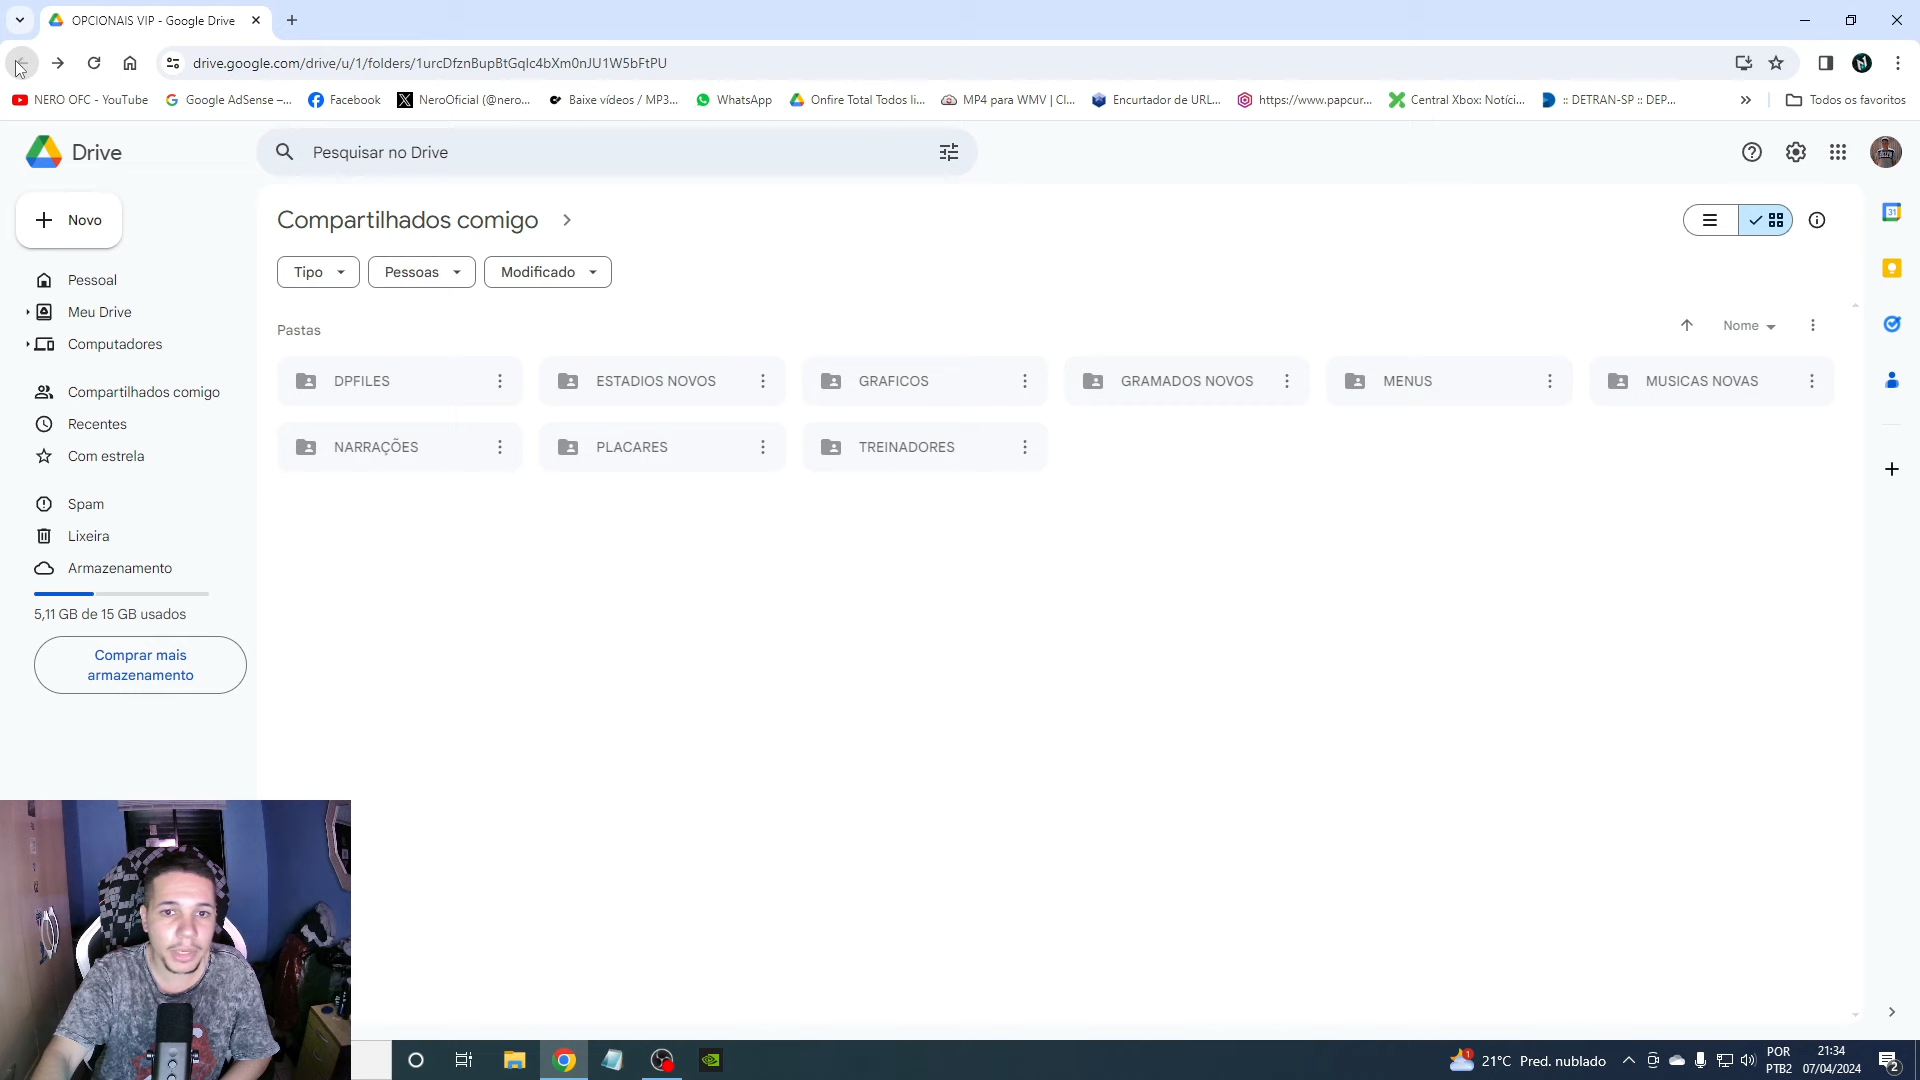 OPCIONAIS VIP - Google Drive
drive.google.com/drive/u/1/folders/1urcDfznBupBtGqlc4bXm0nJU1W5bFtPU
NERO OFC - YouTube
Google AdSense –...
Facebook
NeroOficial (@nero...
Baixe vídeos / MP3...
WhatsApp
Onfire Total Todos li...
MP4 para WMV | Cl...
Encurtador de URL...
https://www.papcur...
Central Xbox: Notíci...
:: DETRAN-SP :: DEP...
»
Todos os favoritos
Drive
Pesquisar no Drive
Novo
Pessoal
Meu Drive
Computadores
Compartilhados comigo
Recentes
Com estrela
Spam
Lixeira
Armazenamento
5,11 GB de 15 GB usados
Comprar mais
armazenamento
Compartilhados comigo
Tipo
Pessoas
Modificado
Pastas
Nome
DPFILES
ESTADIOS NOVOS
GRAFICOS
GRAMADOS NOVOS
MENUS
MUSICAS NOVAS
NARRAÇÕES
PLACARES
TREINADORES
31
1
21°C Pred. nublado
POR
PTB2
21:34
07/04/2024
2